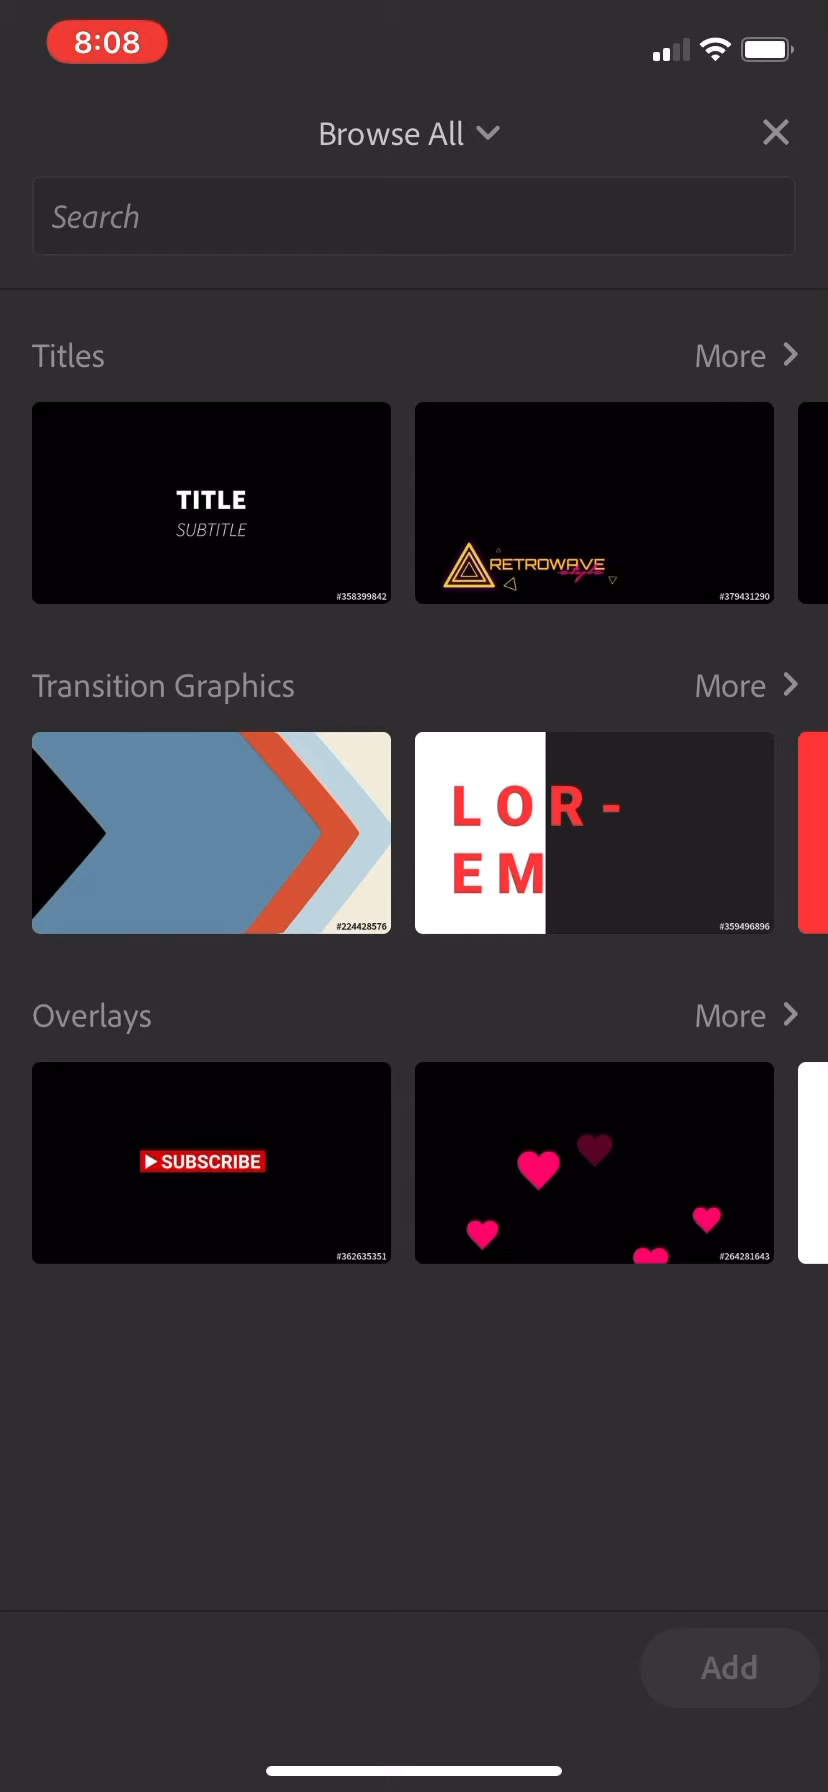 8:08
Browse All
Search
Titles
More
TITLE
SUBTITLE
#358399842
RETROWAVE
style
#379431290
Transition Graphics
More
#224428576
LOR-
EM
#359496896
Overlays
More
SUBSCRIBE
#362635351
#264281643
Add